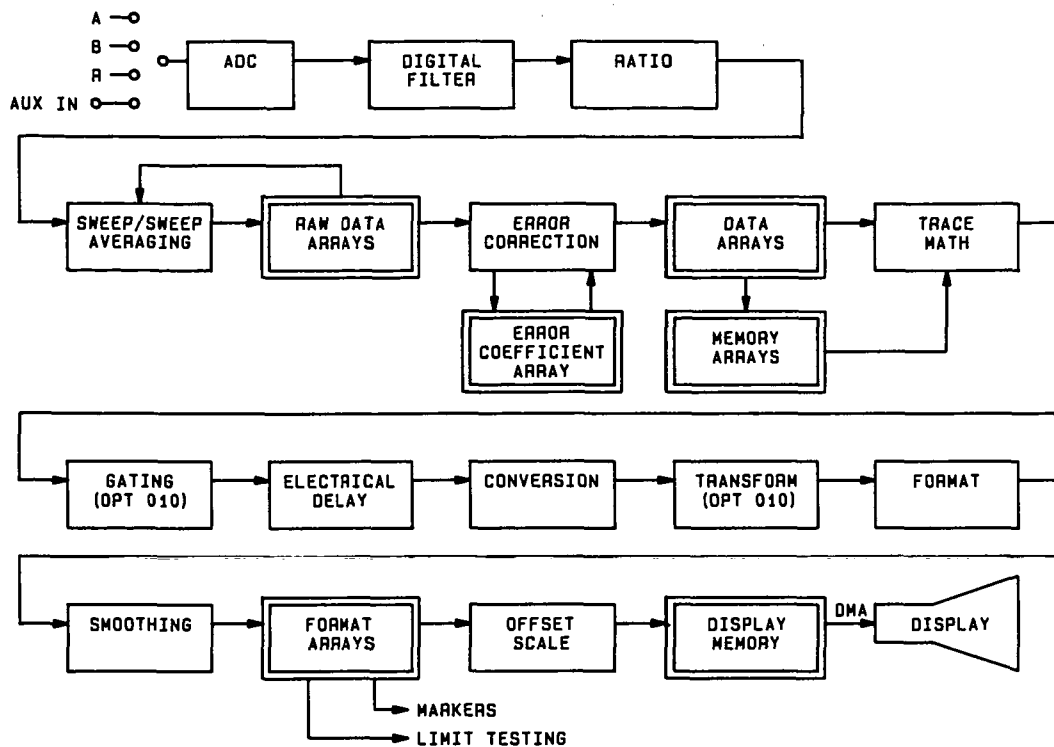 A
B
R
AUX IN
ADC
DIGITAL
FILTER
RATIO
SWEEP/SWEEP
AVERAGING
RAW DATA
ARRAYS
ERROR
CORRECTION
DATA
ARRAYS
TRACE
MATH
ERROR
COEFFICIENT
ARRAY
MEMORY
ARRAYS
GATING
(OPT 010)
ELECTRICAL
DELAY
CONVERSION
TRANSFORM
(OPT 010)
FORMAT
SMOOTHING
FORMAT
ARRAYS
OFFSET
SCALE
DISPLAY
MEMORY
DMA
DISPLAY
MARKERS
LIMIT TESTING